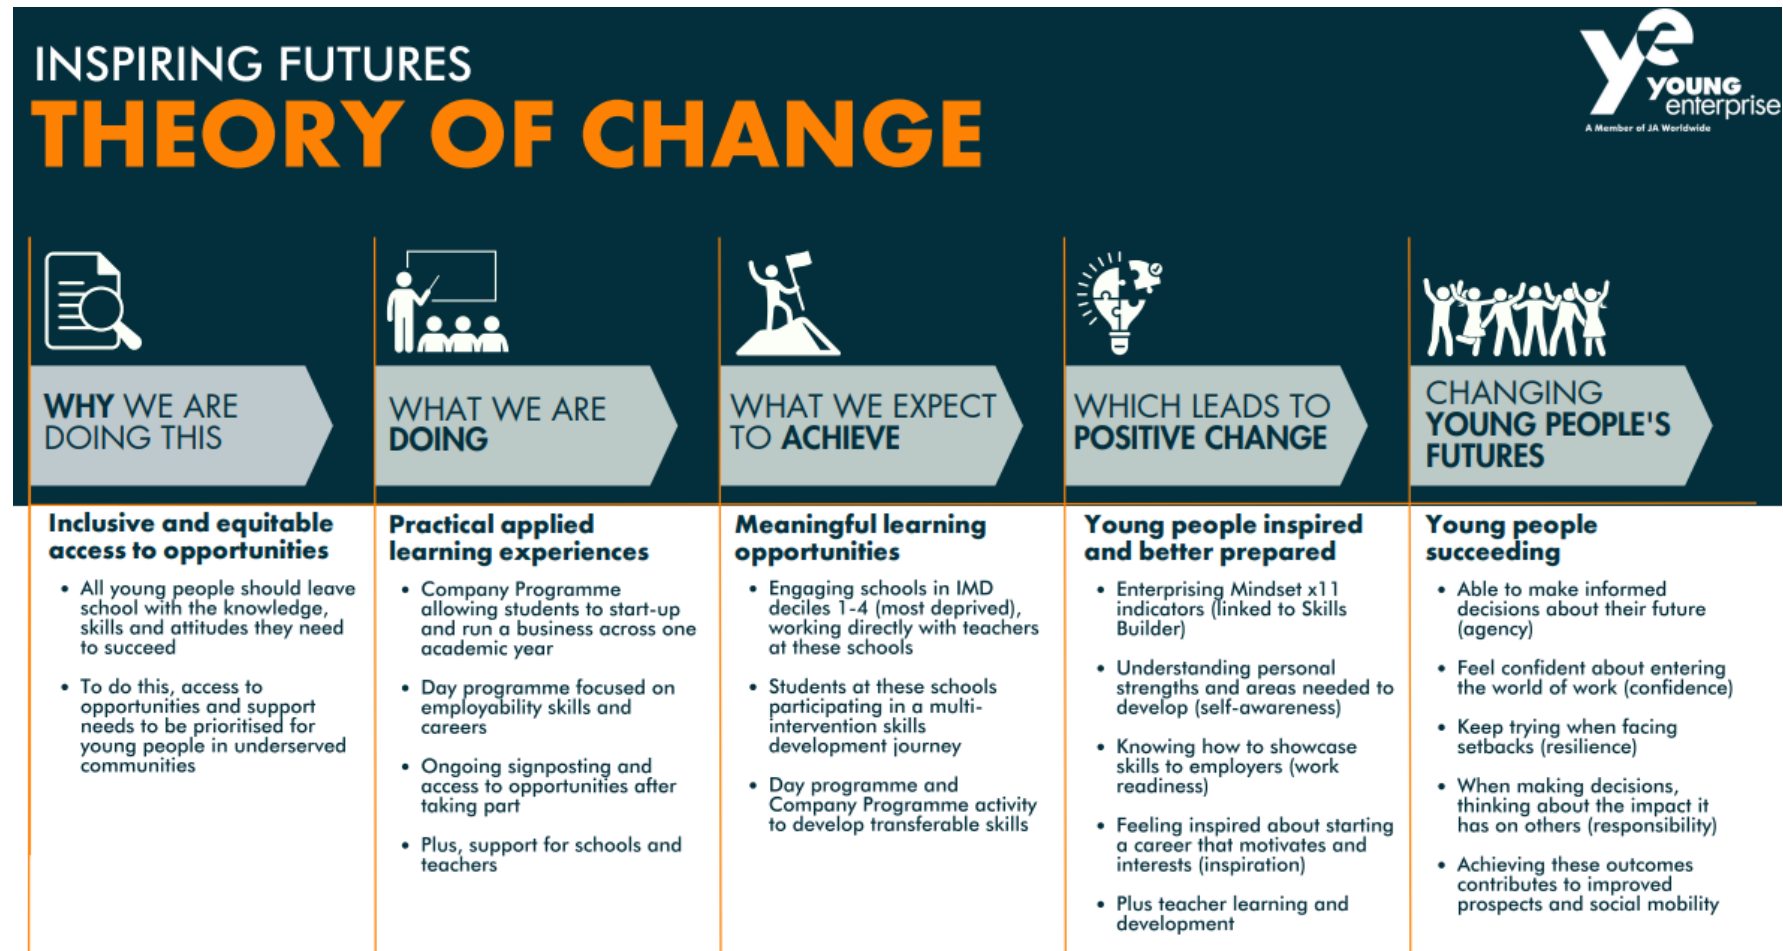 INSPIRING FUTURES
THEORY OF CHANGE
ye
YOUNG
enterprise
A Member of JA Worldwide
WHY WE ARE
DOING THIS
WHAT WE ARE
DOING
WHAT WE EXPECT
TO ACHIEVE
WHICH LEADS TO
POSITIVE CHANGE
CHANGING
YOUNG PEOPLE'S
FUTURES
Inclusive and equitable
access to opportunities
• All young people should leave
school with the knowledge,
skills and attitudes they need
to succeed
• To do this, access to
opportunities and support
needs to be prioritised for
young people in underserved
communities
Practical applied
learning experiences
• Company Programme
allowing students to start-up
and run a business across one
academic year
• Day programme focused on
employability skills and
careers
• Ongoing signposting and
access to opportunities after
taking part
• Plus, support for schools and
teachers
Meaningful learning
opportunities
• Engaging schools in IMD
deciles 1-4 (most deprived),
working directly with teachers
at these schools
• Students at these schools
participating in a multi-
intervention skills
development journey
• Day programme and
Company Programme activity
to develop transferable skills
Young people inspired
and better prepared
• Enterprising Mindset x11
indicators (linked to Skills
Builder)
• Understanding personal
strengths and areas needed to
develop (self-awareness)
• Knowing how to showcase
skills to employers (work
readiness)
• Feeling inspired about starting
a career that motivates and
interests (inspiration)
• Plus teacher learning and
development
Young people
succeeding
• Able to make informed
decisions about their future
(agency)
• Feel confident about entering
the world of work (confidence)
• Keep trying when facing
setbacks (resilience)
• When making decisions,
thinking about the impact it
has on others (responsibility)
• Achieving these outcomes
contributes to improved
prospects and social mobility